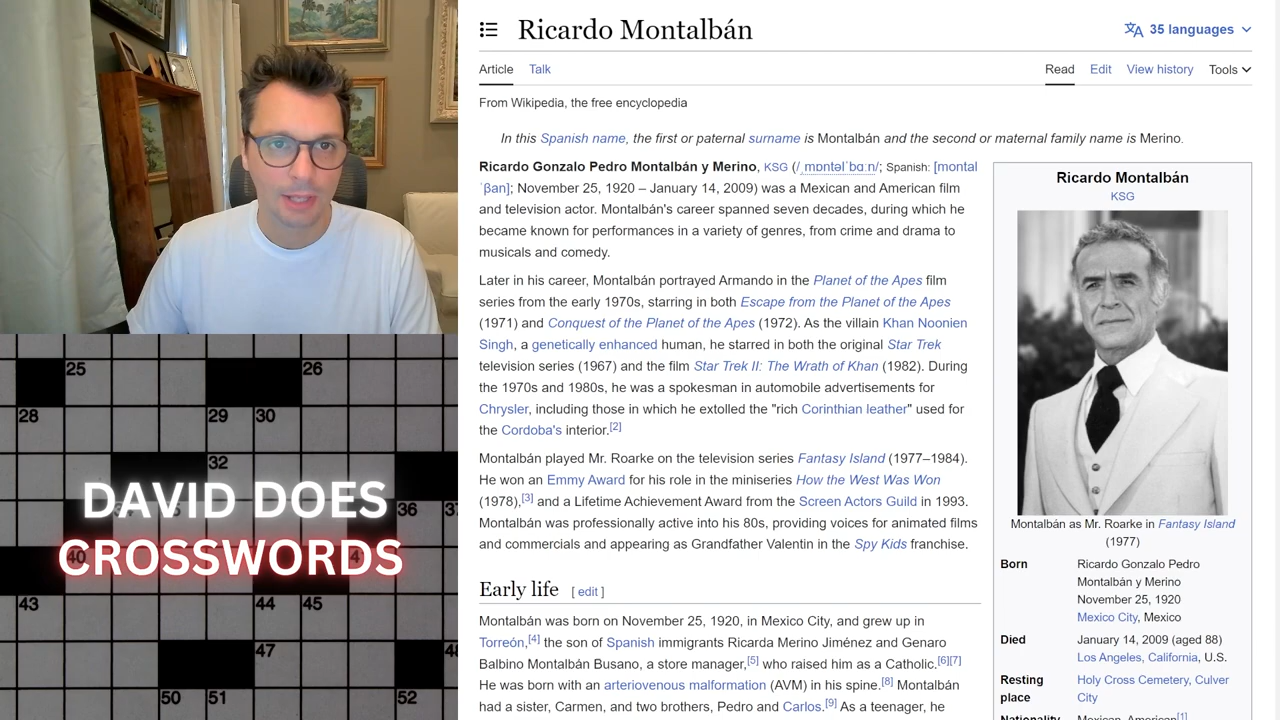 Ricardo Montalbán
35 languages
Article Talk Read Edit View history Tools
From Wikipedia, the free encyclopedia
In this Spanish name, the first or paternal surname is Montalbán and the second or maternal family name is Merino.
Ricardo Gonzalo Pedro Montalbán y Merino, KSG (/ˌmɒntəlˈbɑːn/; Spanish: [montal
ˈβan]; November 25, 1920 – January 14, 2009) was a Mexican and American film
and television actor. Montalbán's career spanned seven decades, during which he
became known for performances in a variety of genres, from crime and drama to
musicals and comedy.
Later in his career, Montalbán portrayed Armando in the Planet of the Apes film
series from the early 1970s, starring in both Escape from the Planet of the Apes
(1971) and Conquest of the Planet of the Apes (1972). As the villain Khan Noonien
Singh, a genetically enhanced human, he starred in both the original Star Trek
television series (1967) and the film Star Trek II: The Wrath of Khan (1982). During
the 1970s and 1980s, he was a spokesman in automobile advertisements for
Chrysler, including those in which he extolled the "rich Corinthian leather" used for
the Cordoba's interior.[2]
Montalbán played Mr. Roarke on the television series Fantasy Island (1977–1984).
He won an Emmy Award for his role in the miniseries How the West Was Won
(1978),[3] and a Lifetime Achievement Award from the Screen Actors Guild in 1993.
Montalbán was professionally active into his 80s, providing voices for animated films
and commercials and appearing as Grandfather Valentin in the Spy Kids franchise.
Early life [ edit ]
Montalbán was born on November 25, 1920, in Mexico City, and grew up in
Torreón,[4] the son of Spanish immigrants Ricarda Merino Jiménez and Genaro
Balbino Montalbán Busano, a store manager,[5] who raised him as a Catholic.[6][7]
He was born with an arteriovenous malformation (AVM) in his spine.[8] Montalbán
had a sister, Carmen, and two brothers, Pedro and Carlos.[9] As a teenager, he
Ricardo Montalbán
KSG
Montalbán as Mr. Roarke in Fantasy Island
(1977)
Born Ricardo Gonzalo Pedro
Montalbán y Merino
November 25, 1920
Mexico City, Mexico
Died January 14, 2009 (aged 88)
Los Angeles, California, U.S.
Resting Holy Cross Cemetery, Culver
place City
Nationality Mexican, American[1]
25 26
28 29 30
32
DAVID DOES
36 37
CROSSWORDS
40
43 44 45
47
50 51 52